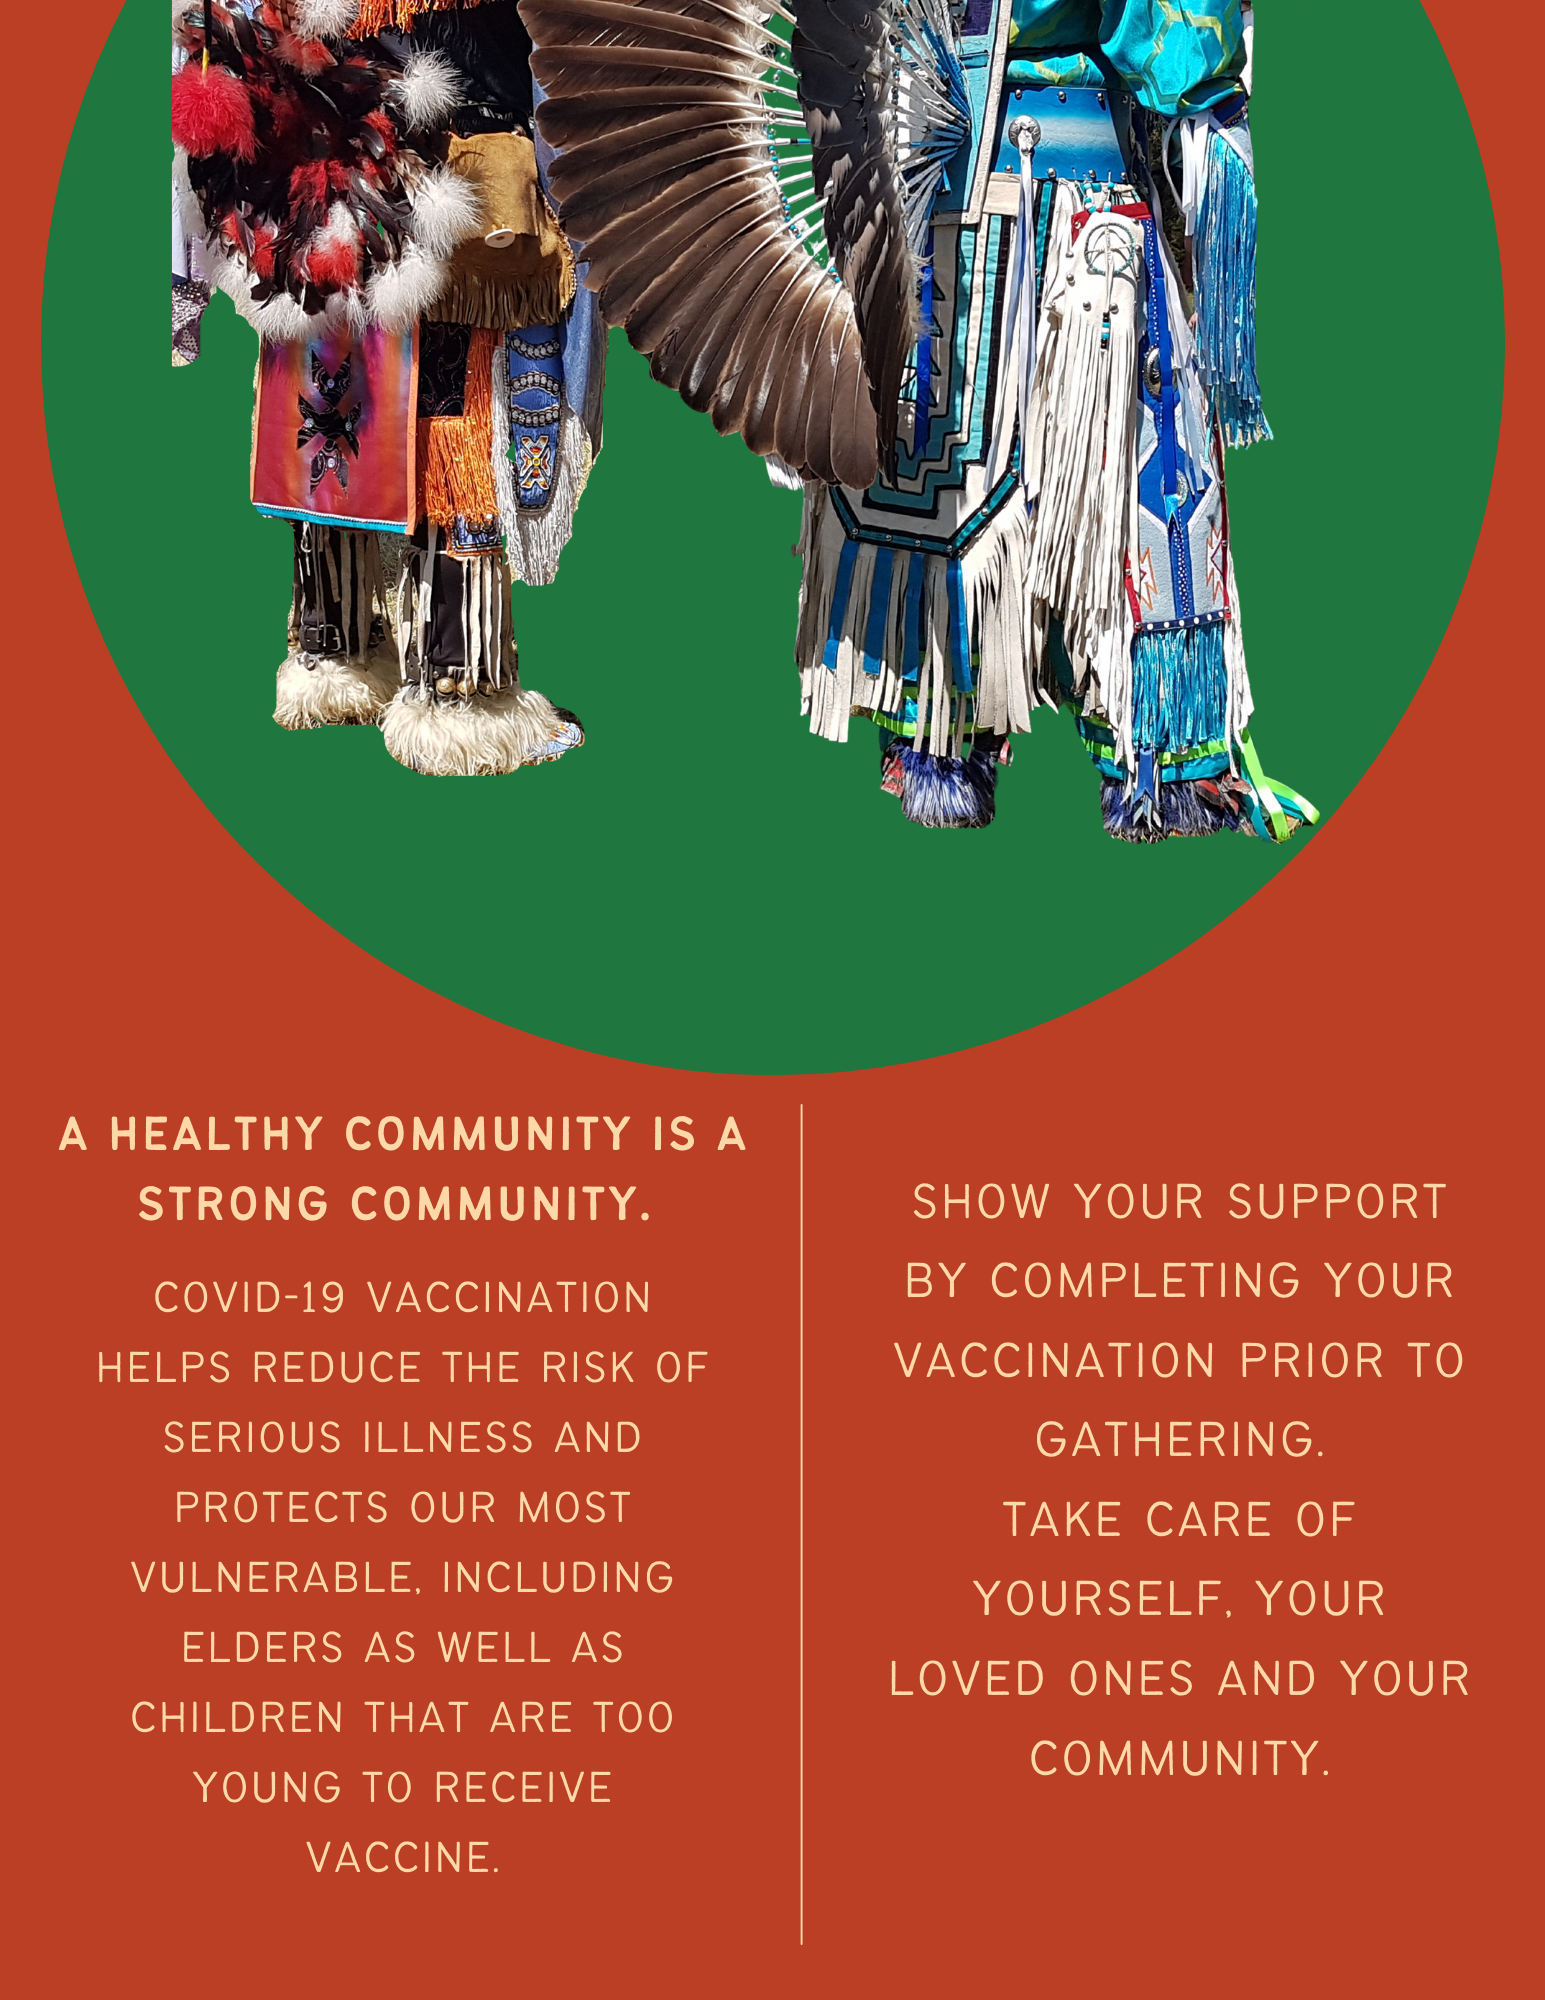 A HEALTHY COMMUNITY IS A
STRONG COMMUNITY.
COVID-19 VACCINATION
HELPS REDUCE THE RISK OF
SERIOUS ILLNESS AND
PROTECTS OUR MOST
VULNERABLE, INCLUDING
ELDERS AS WELL AS
CHILDREN THAT ARE TOO
YOUNG TO RECEIVE
VACCINE.
SHOW YOUR SUPPORT
BY COMPLETING YOUR
VACCINATION PRIOR TO
GATHERING.
TAKE CARE OF
YOURSELF, YOUR
LOVED ONES AND YOUR
COMMUNITY.